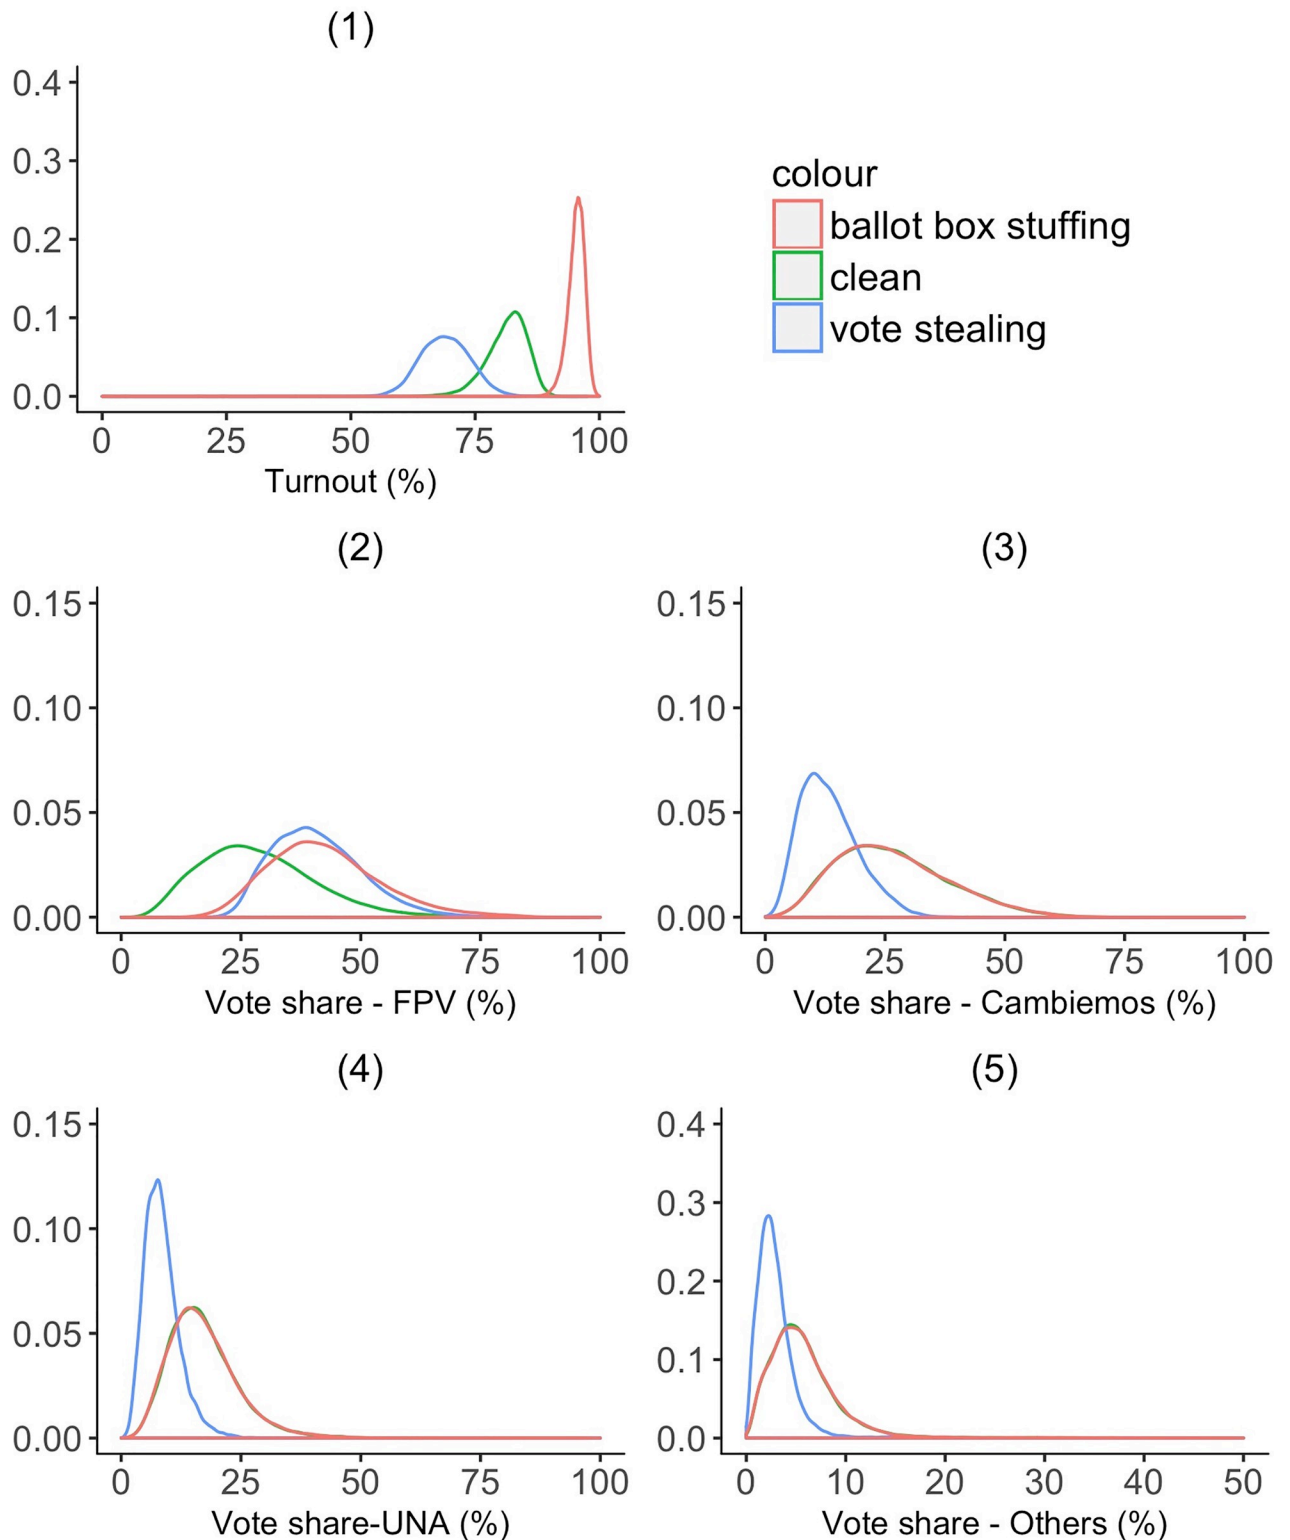 (1)
0.4
0.3
0.2
0.1
0.0
0 25 50 75 100
Turnout (%)
colour
ballot box stuffing
clean
vote stealing
(2)
0.15
0.10
0.05
0.00
0 25 50 75 100
Vote share - FPV (%)
(3)
0.15
0.10
0.05
0.00
0 25 50 75 100
Vote share - Cambiemos (%)
(4)
0.15
0.10
0.05
0.00
0 25 50 75 100
Vote share-UNA (%)
(5)
0.4
0.3
0.2
0.1
0.0
0 10 20 30 40 50
Vote share - Others (%)